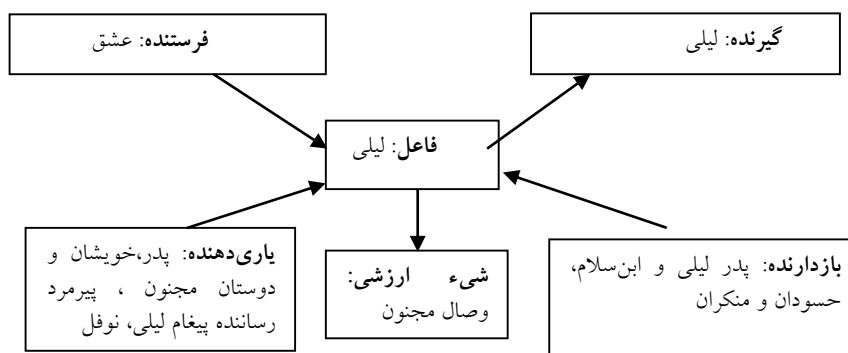 فرستنده: عشق
گیرنده: لیلی
فاعل: لیلی
یاری‌دهنده: پدر،خویشان و
دوستان مجنون ، پیرمرد
رساننده پیغام لیلی، نوفل
شیء ارزشی:
وصال مجنون
بازدارنده: پدر لیلی و ابن‌سلام،
حسودان و منکران